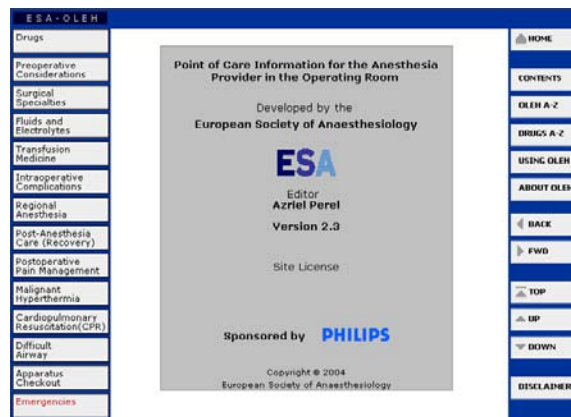 ESA-OLEH
Drugs
Preoperative
Considerations
Surgical
Specialties
Fluids and
Electrolytes
Transfusion
Medicine
Intraoperative
Complications
Regional
Anesthesia
Post-Anesthesia
Care (Recovery)
Postoperative
Pain Management
Malignant
Hyperthermia
Cardiopulmonary
Resuscitation(CPR)
Difficult
Airway
Apparatus
Checkout
Emergencies
Point of Care Information for the Anesthesia
Provider in the Operating Room
Developed by the
European Society of Anaesthesiology
ESA
Editor
Azriel Perel
Version 2.3
Site License
Sponsored by PHILIPS
Copyright © 2004
European Society of Anaesthesiology
HOME
CONTENTS
OLEH A-Z
DRUGS A-Z
USING OLEH
ABOUT OLEH
BACK
FWD
TOP
UP
DOWN
DISCLAIMER